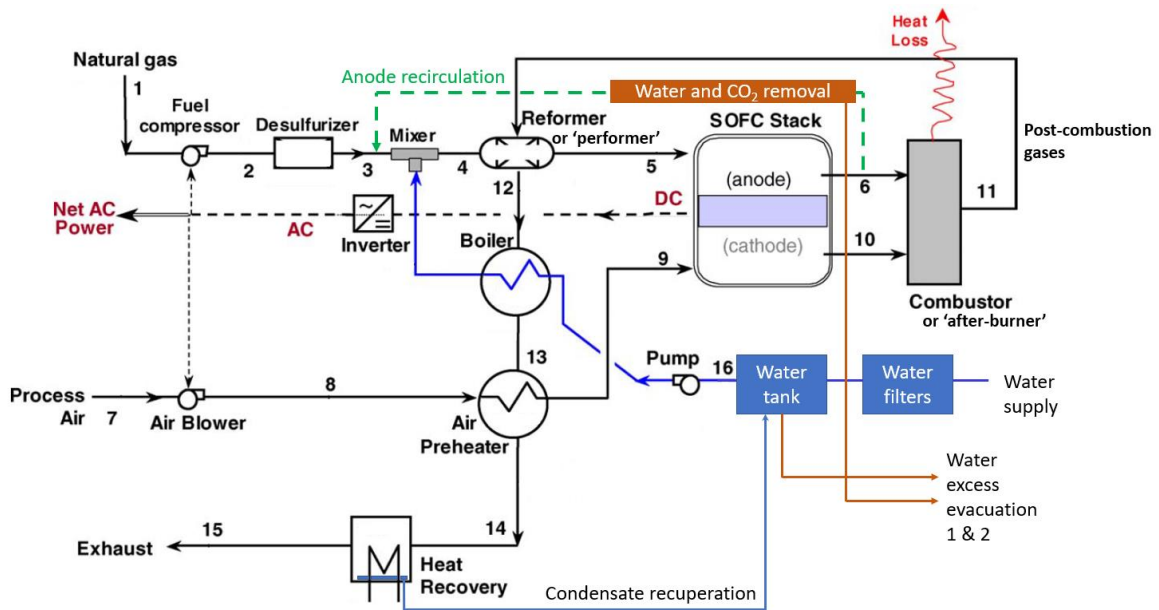 Natural gas
1
Fuel
compressor
2
Desulfurizer
3
Anode recirculation
Mixer
4
Reformer
or ‘performer’
5
Water and CO₂ removal
SOFC Stack
(anode)
(cathode)
6
Heat
Loss
Post-combustion
gases
11
10
Combustor
or ‘after-burner’
12
DC
Net AC
Power
AC
Inverter
Boiler
9
13
Pump
16
Water
tank
Water
filters
Water
supply
Process
Air
7
Air Blower
8
Air
Preheater
Water
excess
evacuation
1 & 2
14
15
Exhaust
Heat
Recovery
Condensate recuperation